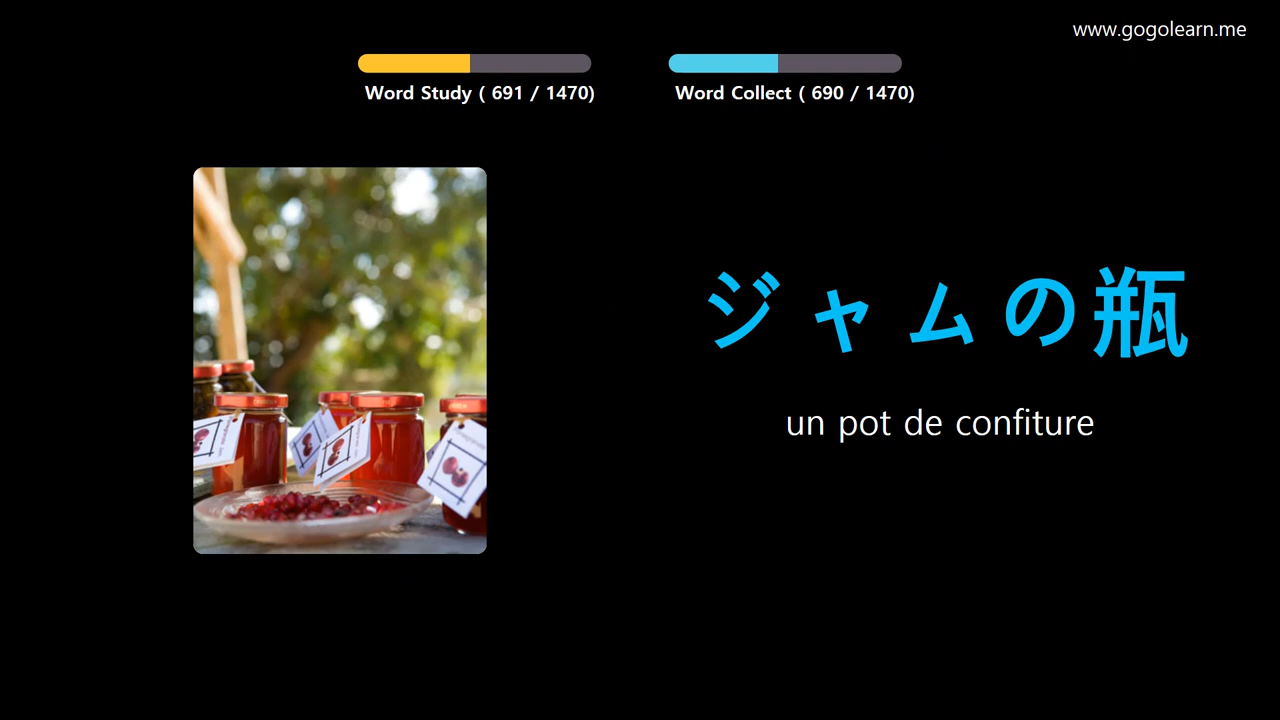 www.gogolearn.me
Word Study ( 691 / 1470)
Word Collect ( 690 / 1470)
ジャムの瓶
un pot de confiture